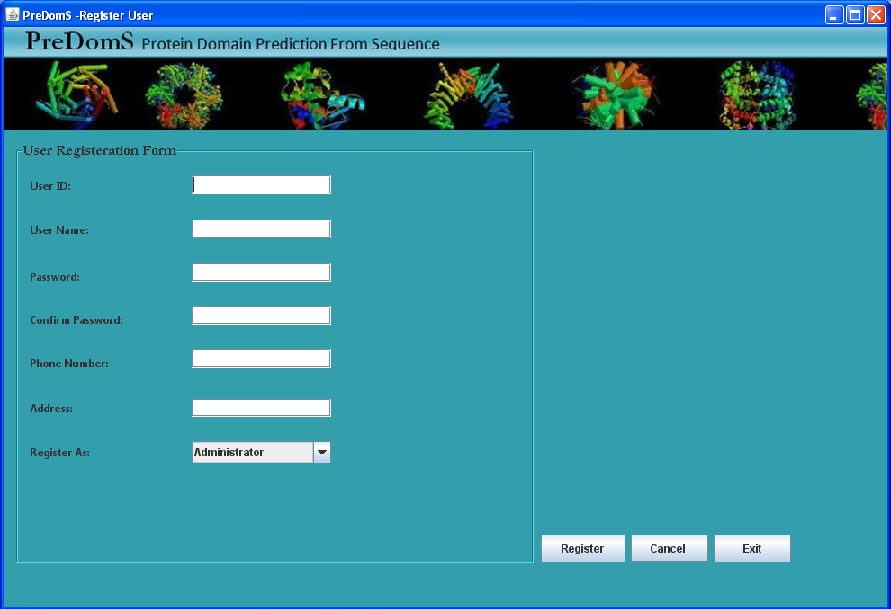 PreDomS -Register User
PreDomS Protein Domain Prediction From Sequence
User Registeration Form
User ID:
User Name:
Password:
Confirm Password:
Phone Number:
Address:
Register As: Administrator
Register Cancel Exit